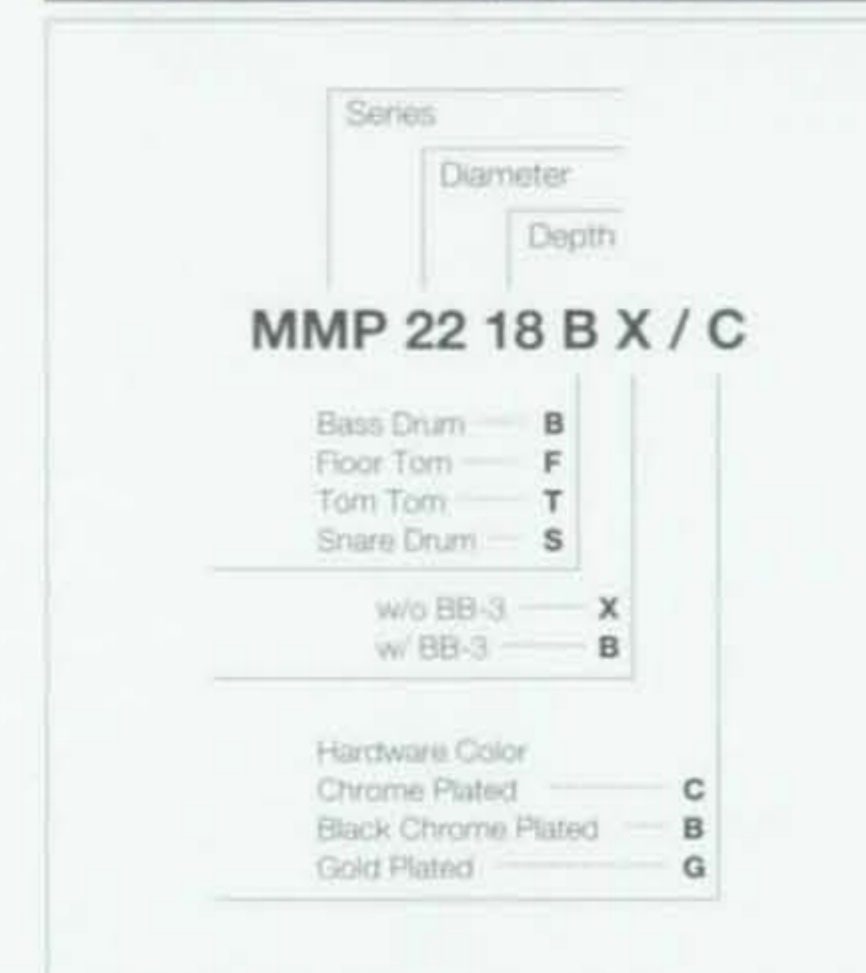 Series
Diameter
Depth
MMP 22 18 B X / C
Bass Drum B
Floor Tom F
Tom Tom T
Snare Drum S
w/o BB-3 X
w/ BB-3 B
Hardware Color
Chrome Plated C
Black Chrome Plated B
Gold Plated G